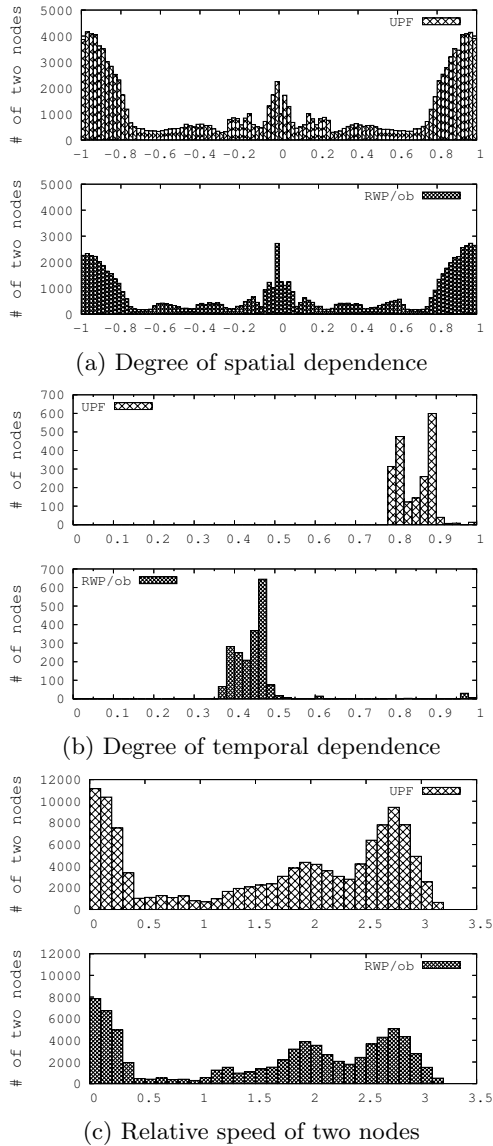 5000
4000
3000
2000
1000
0
# of two nodes
UPF
-1 -0.8 -0.6 -0.4 -0.2 0 0.2 0.4 0.6 0.8 1
5000
4000
3000
2000
1000
0
# of two nodes
RWP/ob
-1 -0.8 -0.6 -0.4 -0.2 0 0.2 0.4 0.6 0.8 1
(a) Degree of spatial dependence
700
600
500
400
300
200
100
0
# of nodes
UPF
0 0.1 0.2 0.3 0.4 0.5 0.6 0.7 0.8 0.9 1
700
600
500
400
300
200
100
0
# of nodes
RWP/ob
0 0.1 0.2 0.3 0.4 0.5 0.6 0.7 0.8 0.9 1
(b) Degree of temporal dependence
12000
10000
8000
6000
4000
2000
0
# of two nodes
UPF
0 0.5 1 1.5 2 2.5 3 3.5
12000
10000
8000
6000
4000
2000
0
# of two nodes
RWP/ob
0 0.5 1 1.5 2 2.5 3 3.5
(c) Relative speed of two nodes